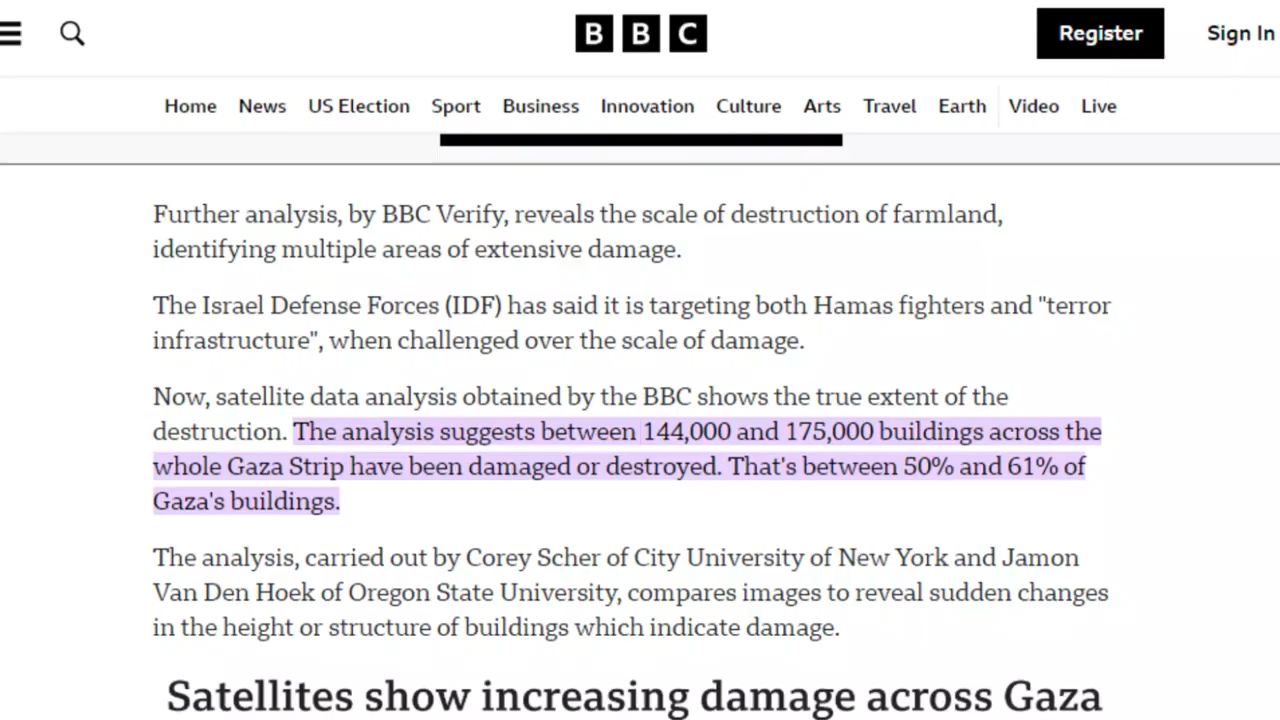 BBC
Register
Sign In
Home News US Election Sport Business Innovation Culture Arts Travel Earth Video Live
Further analysis, by BBC Verify, reveals the scale of destruction of farmland,
identifying multiple areas of extensive damage.
The Israel Defense Forces (IDF) has said it is targeting both Hamas fighters and "terror
infrastructure", when challenged over the scale of damage.
Now, satellite data analysis obtained by the BBC shows the true extent of the
destruction. The analysis suggests between 144,000 and 175,000 buildings across the
whole Gaza Strip have been damaged or destroyed. That's between 50% and 61% of
Gaza's buildings.
The analysis, carried out by Corey Scher of City University of New York and Jamon
Van Den Hoek of Oregon State University, compares images to reveal sudden changes
in the height or structure of buildings which indicate damage.
Satellites show increasing damage across Gaza